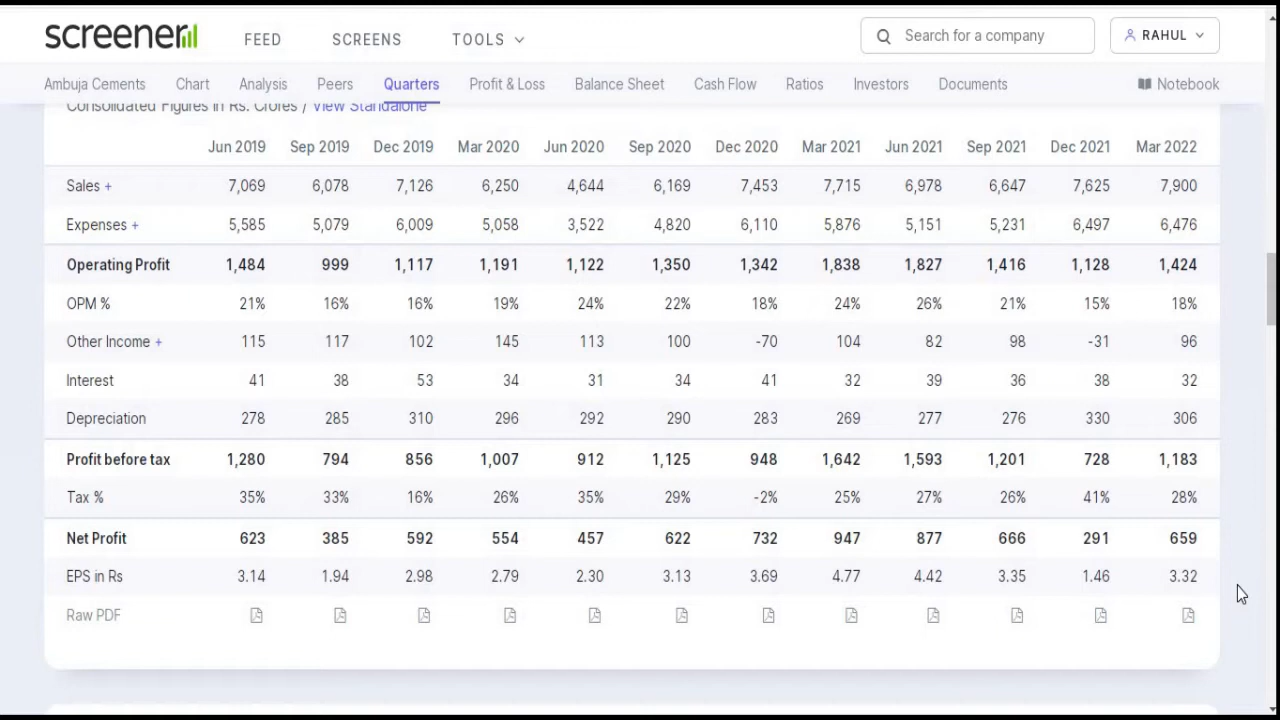 screener
FEED SCREENS TOOLS
Search for a company
RAHUL
Ambuja Cements Chart Analysis Peers Quarters Profit & Loss Balance Sheet Cash Flow Ratios Investors Documents Notebook
Consolidated Figures in Rs. Crores / View Standalone
Jun 2019 Sep 2019 Dec 2019 Mar 2020 Jun 2020 Sep 2020 Dec 2020 Mar 2021 Jun 2021 Sep 2021 Dec 2021 Mar 2022
Sales + 7,069 6,078 7,126 6,250 4,644 6,169 7,453 7,715 6,978 6,647 7,625 7,900
Expenses + 5,585 5,079 6,009 5,058 3,522 4,820 6,110 5,876 5,151 5,231 6,497 6,476
Operating Profit 1,484 999 1,117 1,191 1,122 1,350 1,342 1,838 1,827 1,416 1,128 1,424
OPM % 21% 16% 16% 19% 24% 22% 18% 24% 26% 21% 15% 18%
Other Income + 115 117 102 145 113 100 -70 104 82 98 -31 96
Interest 41 38 53 34 31 34 41 32 39 36 38 32
Depreciation 278 285 310 296 292 290 283 269 277 276 330 306
Profit before tax 1,280 794 856 1,007 912 1,125 948 1,642 1,593 1,201 728 1,183
Tax % 35% 33% 16% 26% 35% 29% -2% 25% 27% 26% 41% 28%
Net Profit 623 385 592 554 457 622 732 947 877 666 291 659
EPS in Rs 3.14 1.94 2.98 2.79 2.30 3.13 3.69 4.77 4.42 3.35 1.46 3.32
Raw PDF